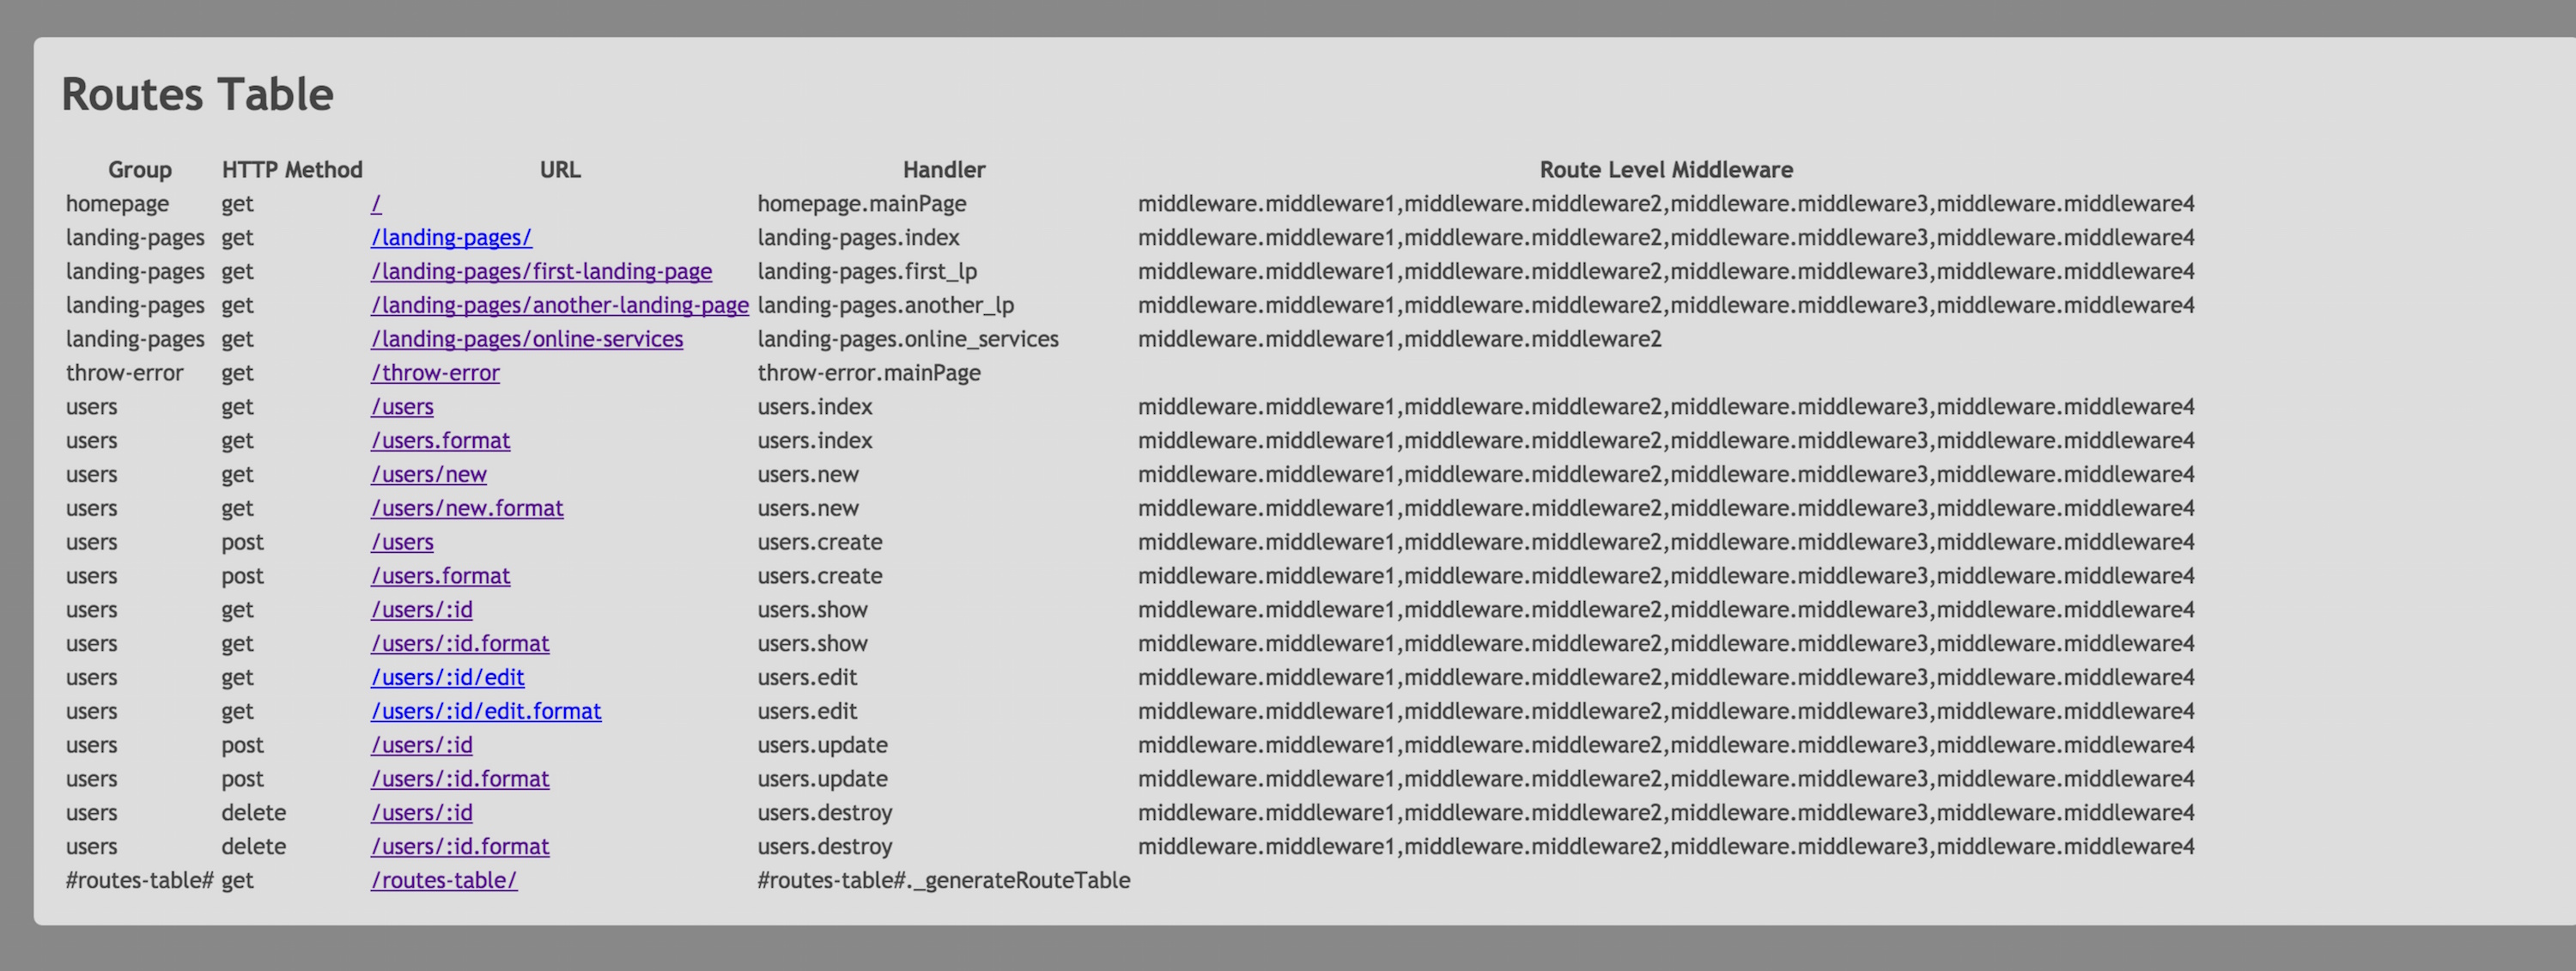 Routes Table
Group HTTP Method URL Handler Route Level Middleware
homepage get / homepage.mainPage middleware.middleware1,middleware.middleware2,middleware.middleware3,middleware.middleware4
landing-pages get /landing-pages/ landing-pages.index middleware.middleware1,middleware.middleware2,middleware.middleware3,middleware.middleware4
landing-pages get /landing-pages/first-landing-page landing-pages.first_lp middleware.middleware1,middleware.middleware2,middleware.middleware3,middleware.middleware4
landing-pages get /landing-pages/another-landing-page landing-pages.another_lp middleware.middleware1,middleware.middleware2,middleware.middleware3,middleware.middleware4
landing-pages get /landing-pages/online-services landing-pages.online_services middleware.middleware1,middleware.middleware2
throw-error get /throw-error throw-error.mainPage
users get /users users.index middleware.middleware1,middleware.middleware2,middleware.middleware3,middleware.middleware4
users get /users.format users.index middleware.middleware1,middleware.middleware2,middleware.middleware3,middleware.middleware4
users get /users/new users.new middleware.middleware1,middleware.middleware2,middleware.middleware3,middleware.middleware4
users get /users/new.format users.new middleware.middleware1,middleware.middleware2,middleware.middleware3,middleware.middleware4
users post /users users.create middleware.middleware1,middleware.middleware2,middleware.middleware3,middleware.middleware4
users post /users.format users.create middleware.middleware1,middleware.middleware2,middleware.middleware3,middleware.middleware4
users get /users/:id users.show middleware.middleware1,middleware.middleware2,middleware.middleware3,middleware.middleware4
users get /users/:id.format users.show middleware.middleware1,middleware.middleware2,middleware.middleware3,middleware.middleware4
users get /users/:id/edit users.edit middleware.middleware1,middleware.middleware2,middleware.middleware3,middleware.middleware4
users get /users/:id/edit.format users.edit middleware.middleware1,middleware.middleware2,middleware.middleware3,middleware.middleware4
users post /users/:id users.update middleware.middleware1,middleware.middleware2,middleware.middleware3,middleware.middleware4
users post /users/:id.format users.update middleware.middleware1,middleware.middleware2,middleware.middleware3,middleware.middleware4
users delete /users/:id users.destroy middleware.middleware1,middleware.middleware2,middleware.middleware3,middleware.middleware4
users delete /users/:id.format users.destroy middleware.middleware1,middleware.middleware2,middleware.middleware3,middleware.middleware4
#routes-table# get /routes-table/ #routes-table#._generateRouteTable